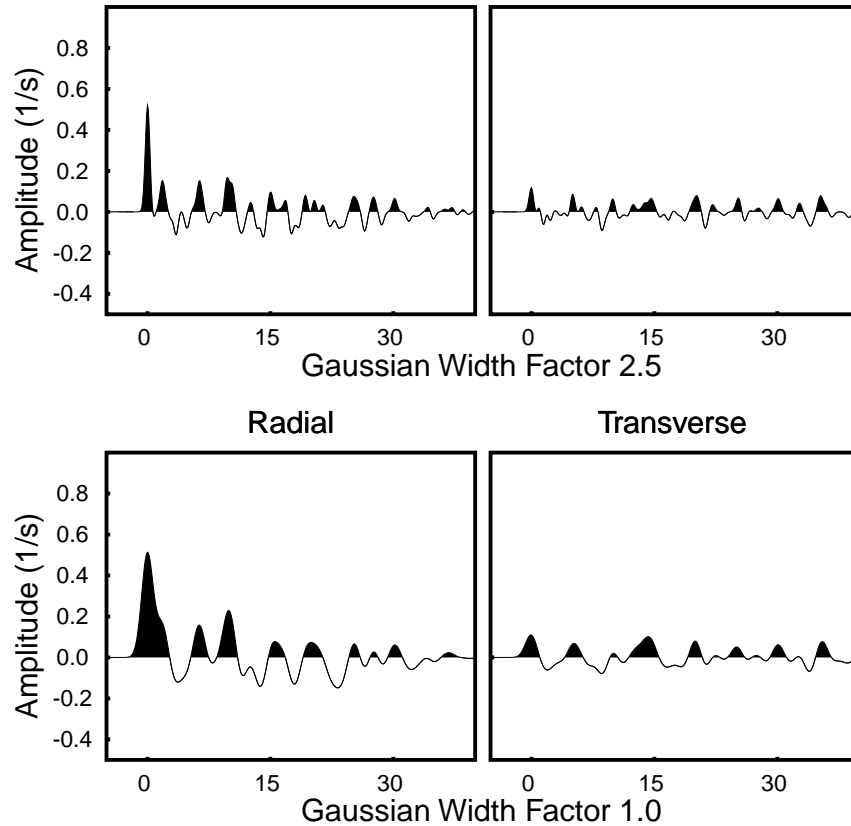 Amplitude (1/s)
0.8
0.6
0.4
0.2
0.0
-0.2
-0.4
0 15 30 0 15 30
Gaussian Width Factor 2.5
Radial Transverse
Amplitude (1/s)
0.8
0.6
0.4
0.2
0.0
-0.2
-0.4
0 15 30 0 15 30
Gaussian Width Factor 1.0